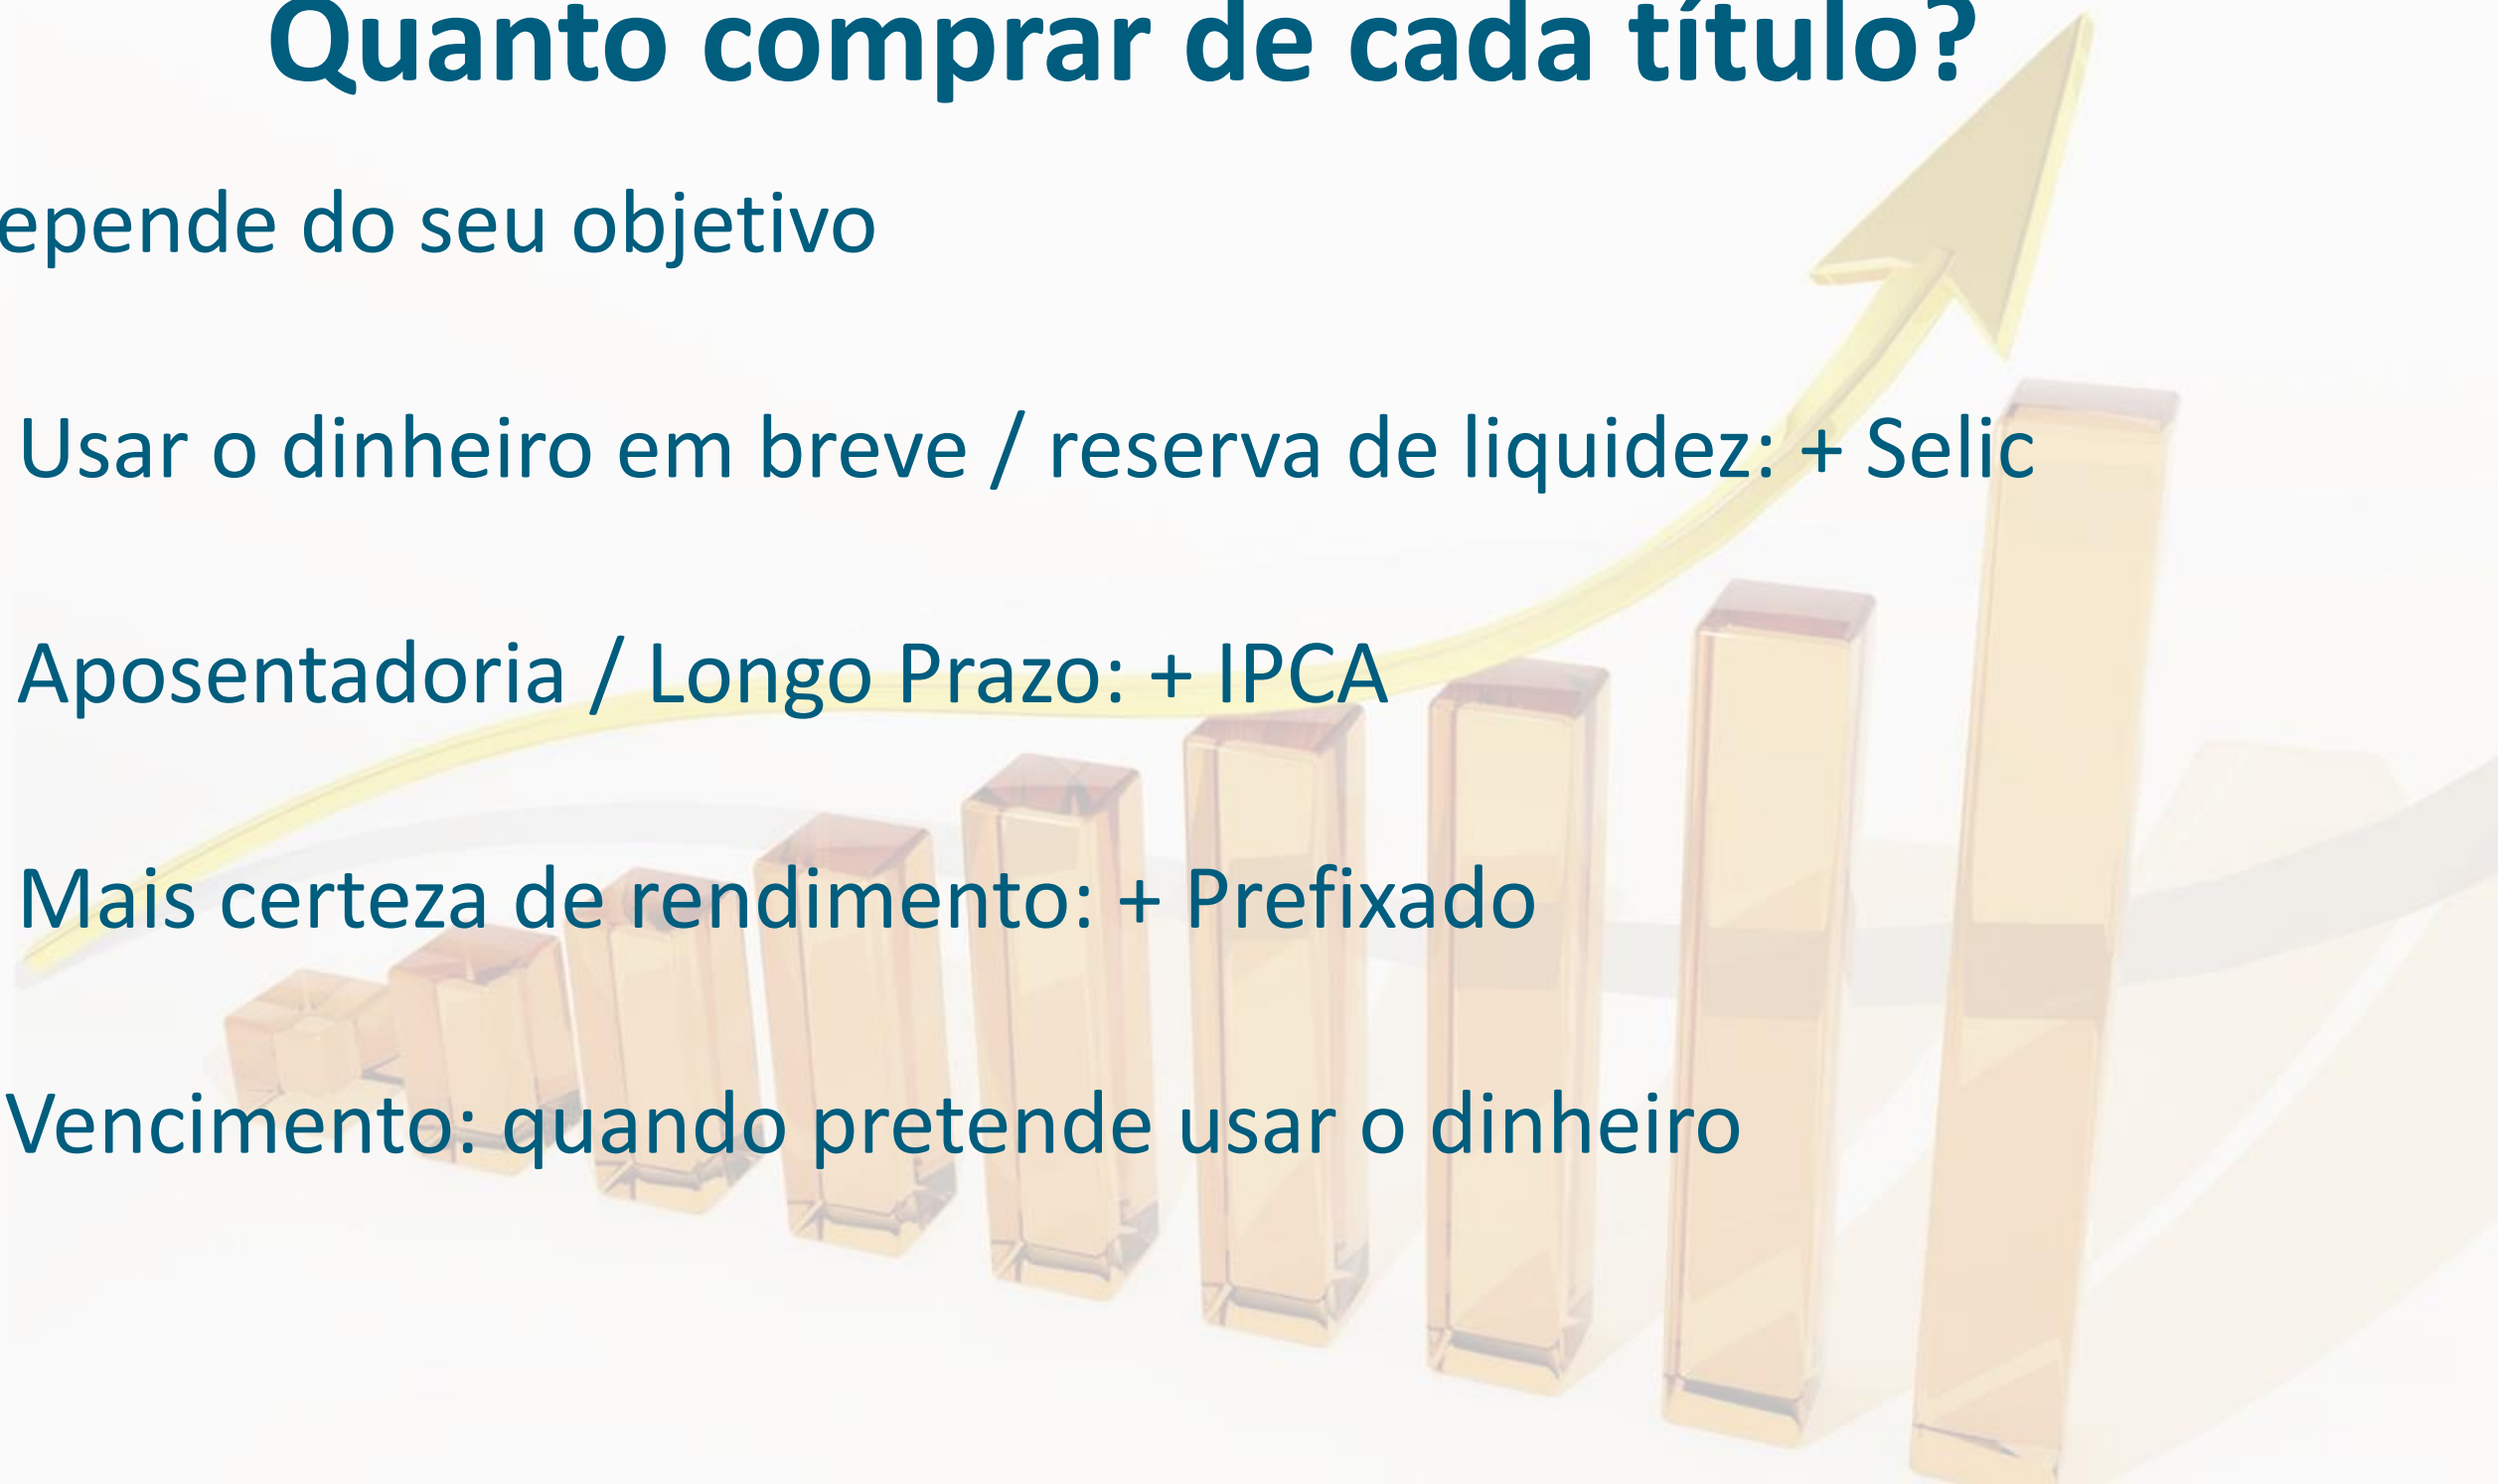 Quanto comprar de cada título?
epende do seu objetivo
Usar o dinheiro em breve / reserva de liquidez: + Selic
Aposentadoria / Longo Prazo: + IPCA
Mais certeza de rendimento: + Prefixado
Vencimento: quando pretende usar o dinheiro